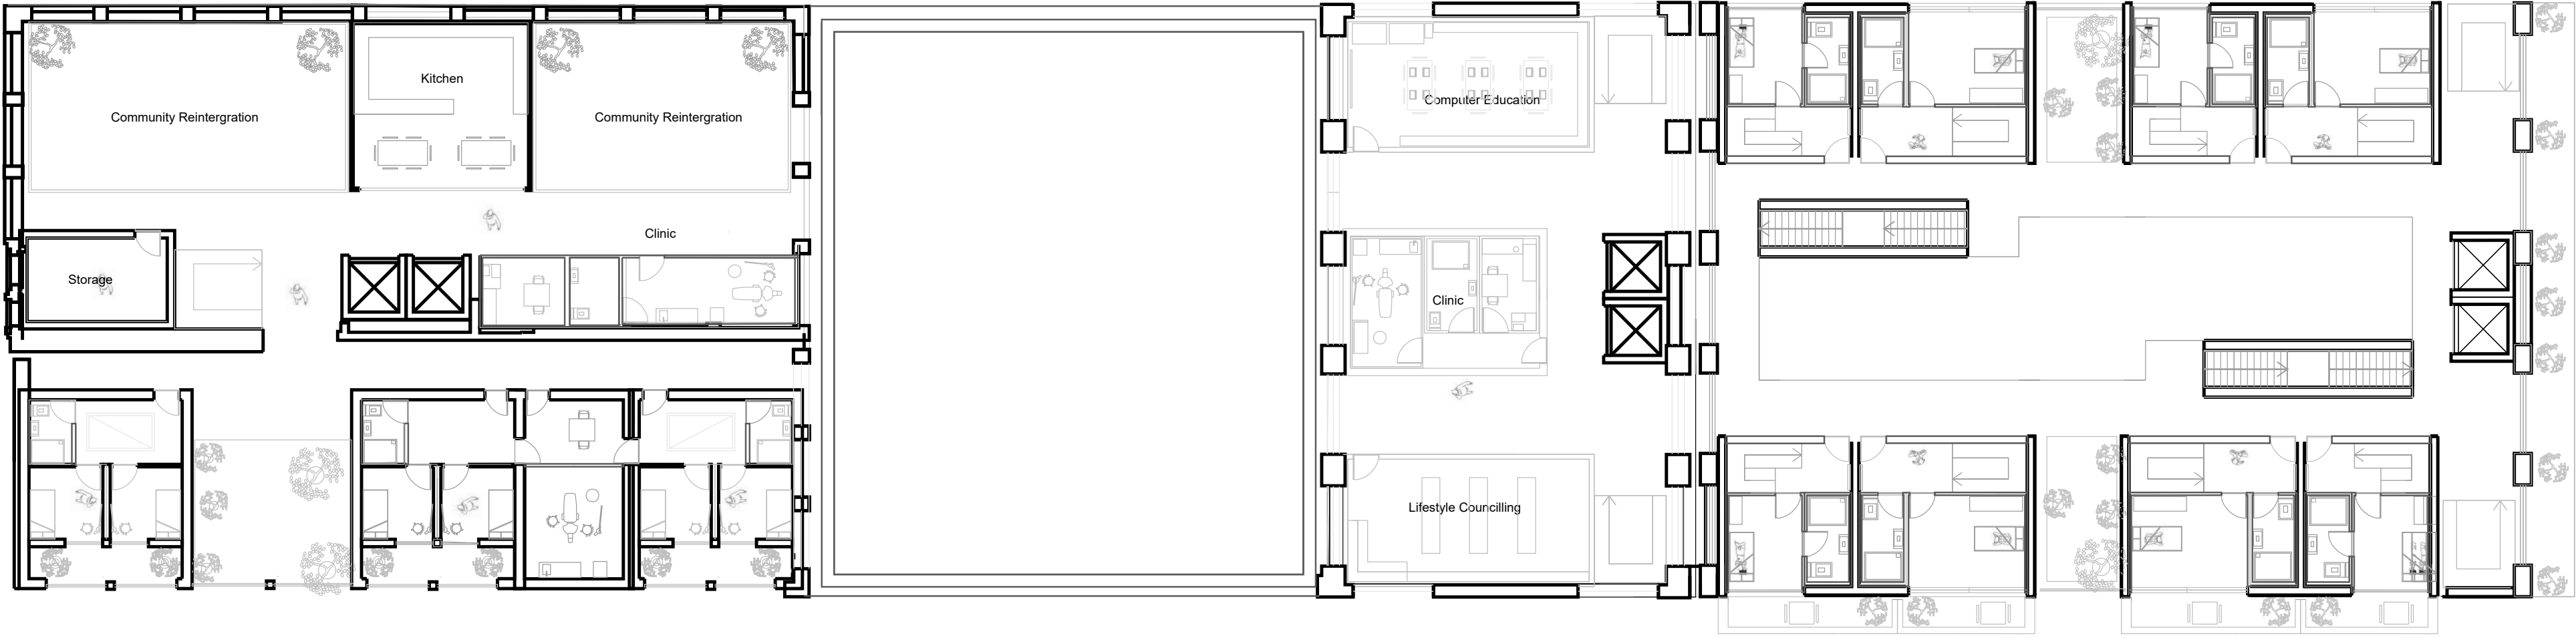 Kitchen
Community Reintergration
Community Reintergration
Computer Education
Clinic
Storage
Clinic
Lifestyle Councilling